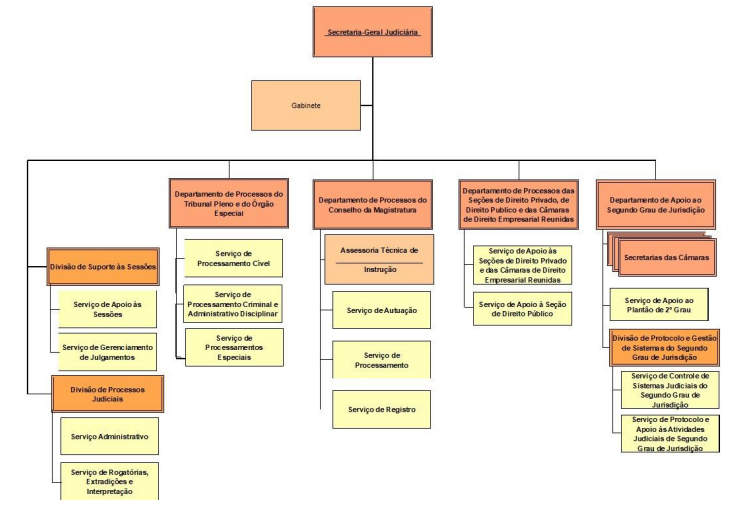 Secretaria-Geral Judiciária
Gabinete
Departamento de Processos do
Tribunal Pleno e do Órgão
Especial
Departamento de Processos do
Conselho da Magistratura
Departamento de Processos das
Seções de Direito Privado, de
Direito Publico e das Câmaras
de Direito Empresarial Reunidas
Departamento de Apoio ao
Segundo Grau de Jurisdição
Divisão de Suporte às Sessões
Serviço de Apoio às
Sessões
Serviço de Gerenciamento
de Julgamentos
Divisão de Processos
Judiciais
Serviço Administrativo
Serviço de Rogatórias,
Extradições e
Interpretação
Serviço de
Processamento Cível
Serviço de
Processamento Criminal e
Administrativo Disciplinar
Serviço de
Processamentos
Especiais
Assessoria Técnica de
Instrução
Serviço de Autuação
Serviço de
Processamento
Serviço de Registro
Serviço de Apoio às
Seções de Direito Privado
e das Câmaras de Direito
Empresarial Reunidas
Serviço de Apoio à Seção
de Direito Público
Secretarias das Câmaras
Serviço de Apoio ao
Plantão de 2º Grau
Divisão de Protocolo e Gestão
de Sistemas do Segundo
Grau de Jurisdição
Serviço de Controle de
Sistemas Judiciais do
Segundo Grau de
Jurisdição
Serviço de Protocolo e
Apoio às Atividades
Judiciais de Segundo
Grau de Jurisdição